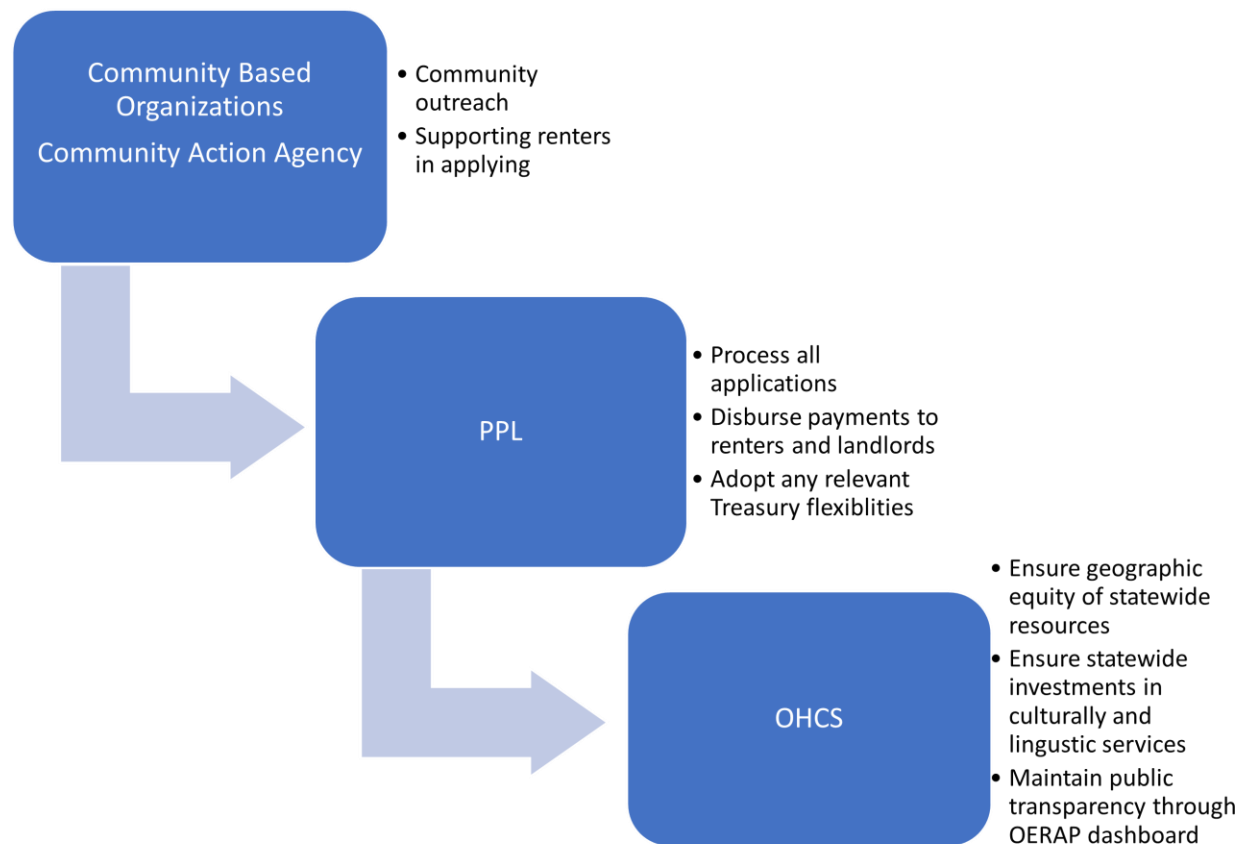 Community Based
Organizations
Community Action Agency
• Community
outreach
• Supporting renters
in applying
PPL
• Process all
applications
• Disburse payments to
renters and landlords
• Adopt any relevant
Treasury flexiblities
OHCS
• Ensure geographic
equity of statewide
resources
• Ensure statewide
investments in
culturally and
lingustic services
• Maintain public
transparency through
OERAP dashboard